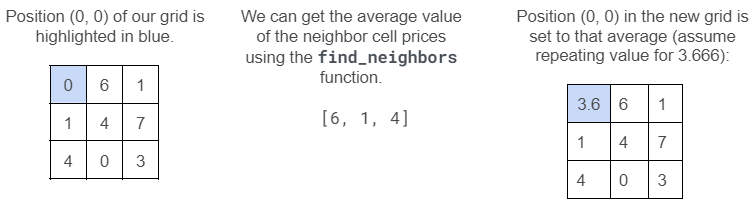 Position (0, 0) of our grid is
highlighted in blue.
0 6 1
1 4 7
4 0 3
We can get the average value
of the neighbor cell prices
using the find_neighbors
function.
[6, 1, 4]
Position (0, 0) in the new grid is
set to that average (assume
repeating value for 3.666):
3.6 6 1
1 4 7
4 0 3